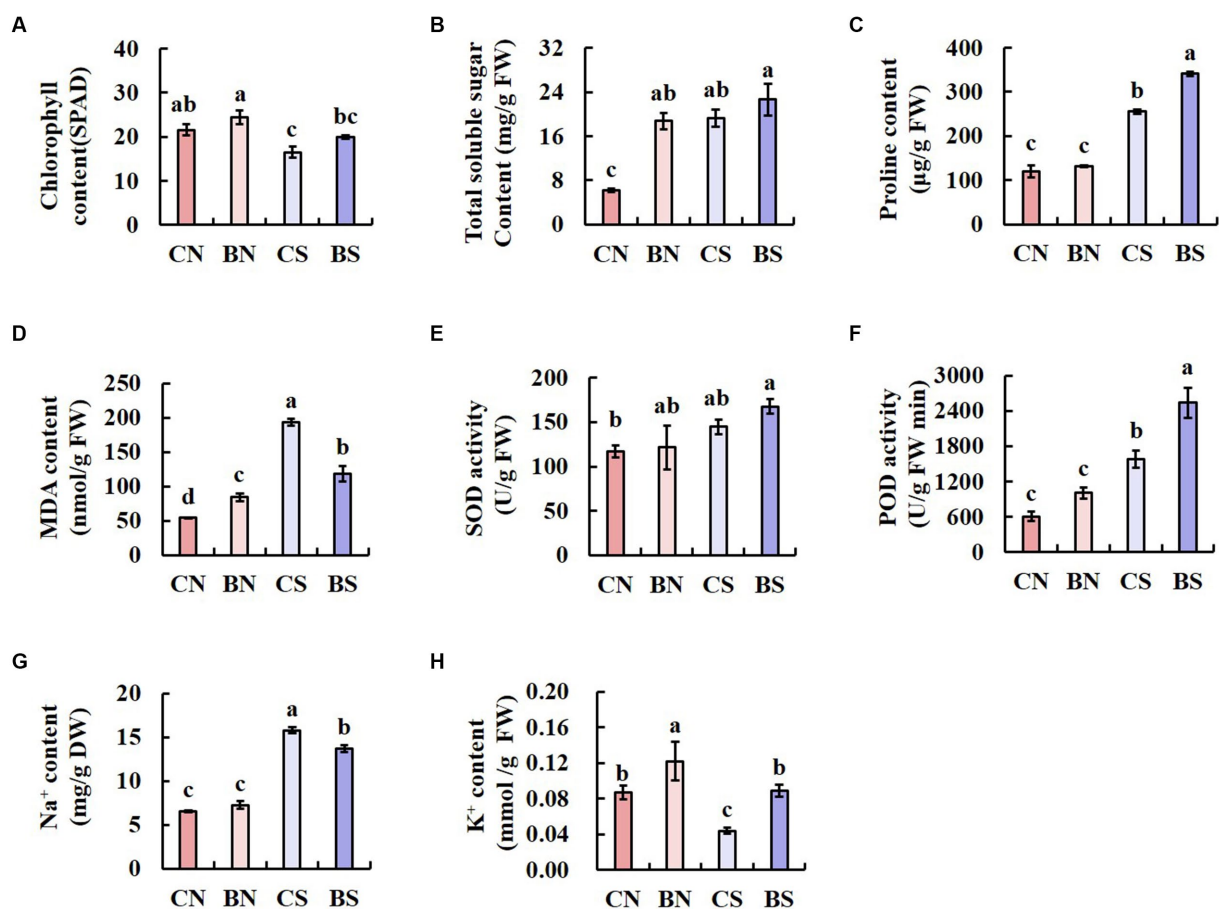 A
Chlorophyll
content(SPAD)
40
30
20
10
0
ab
a
c
bc
CN BN CS BS
B
Total soluble sugar
Content (mg/g FW)
32
24
16
8
0
c
ab
ab
a
CN BN CS BS
C
Proline content
(μg/g FW)
400
300
200
100
0
c
c
b
a
CN BN CS BS
D
MDA content
(nmol/g FW)
250
200
150
100
50
0
d
c
a
b
CN BN CS BS
E
SOD activity
(U/g FW)
200
150
100
50
0
b
ab
ab
a
CN BN CS BS
F
POD activity
(U/g FW min)
3000
2400
1800
1200
600
0
c
c
b
a
CN BN CS BS
G
Na⁺ content
(mg/g DW)
20
15
10
5
0
c
c
a
b
CN BN CS BS
H
K⁺ content
(mmol /g FW)
0.20
0.16
0.12
0.08
0.04
0.00
b
a
c
b
CN BN CS BS